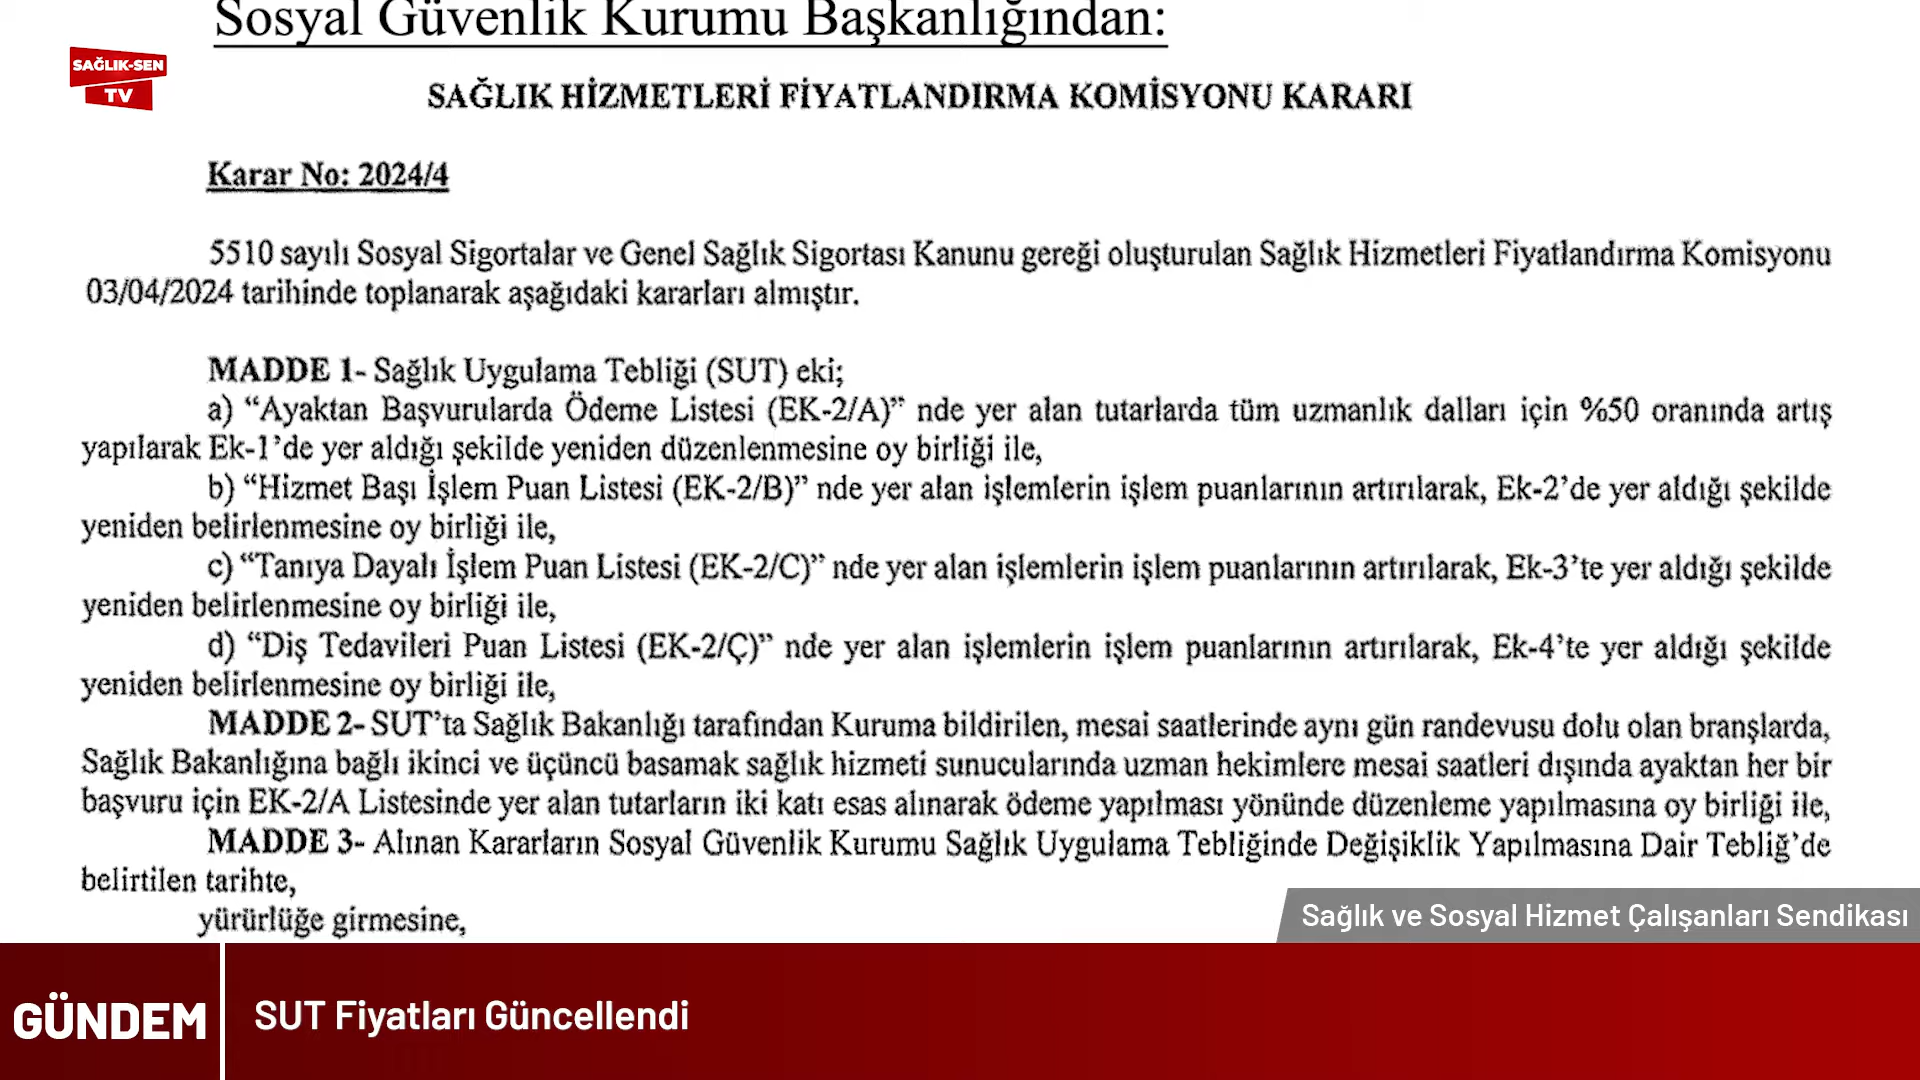 Sosyal Güvenlik Kurumu Başkanlığından:
SAĞLIK-SEN
TV
SAĞLIK HİZMETLERİ FİYATLANDIRMA KOMİSYONU KARARI
Karar No: 2024/4
5510 sayılı Sosyal Sigortalar ve Genel Sağlık Sigortası Kanunu gereği oluşturulan Sağlık Hizmetleri Fiyatlandırma Komisyonu
03/04/2024 tarihinde toplanarak aşağıdaki kararları almıştır.
MADDE 1- Sağlık Uygulama Tebliği (SUT) eki;
a) “Ayaktan Başvurularda Ödeme Listesi (EK-2/A)” nde yer alan tutarlarda tüm uzmanlık dalları için %50 oranında artış
yapılarak Ek-1’de yer aldığı şekilde yeniden düzenlenmesine oy birliği ile,
b) “Hizmet Başı İşlem Puan Listesi (EK-2/B)” nde yer alan işlemlerin işlem puanlarının artırılarak, Ek-2’de yer aldığı şekilde
yeniden belirlenmesine oy birliği ile,
c) “Tanıya Dayalı İşlem Puan Listesi (EK-2/C)” nde yer alan işlemlerin işlem puanlarının artırılarak, Ek-3’te yer aldığı şekilde
yeniden belirlenmesine oy birliği ile,
d) “Diş Tedavileri Puan Listesi (EK-2/Ç)” nde yer alan işlemlerin işlem puanlarının artırılarak, Ek-4’te yer aldığı şekilde
yeniden belirlenmesine oy birliği ile,
MADDE 2- SUT’ta Sağlık Bakanlığı tarafından Kuruma bildirilen, mesai saatlerinde aynı gün randevusu dolu olan branşlarda,
Sağlık Bakanlığına bağlı ikinci ve üçüncü basamak sağlık hizmeti sunucularında uzman hekimlere mesai saatleri dışında ayaktan her bir
başvuru için EK-2/A Listesinde yer alan tutarların iki katı esas alınarak ödeme yapılması yönünde düzenleme yapılmasına oy birliği ile,
MADDE 3- Alınan Kararların Sosyal Güvenlik Kurumu Sağlık Uygulama Tebliğinde Değişiklik Yapılmasına Dair Tebliğ’de
belirtilen tarihte,
yürürlüğe girmesine,
Sağlık ve Sosyal Hizmet Çalışanları Sendikası
GÜNDEM
SUT Fiyatları Güncellendi